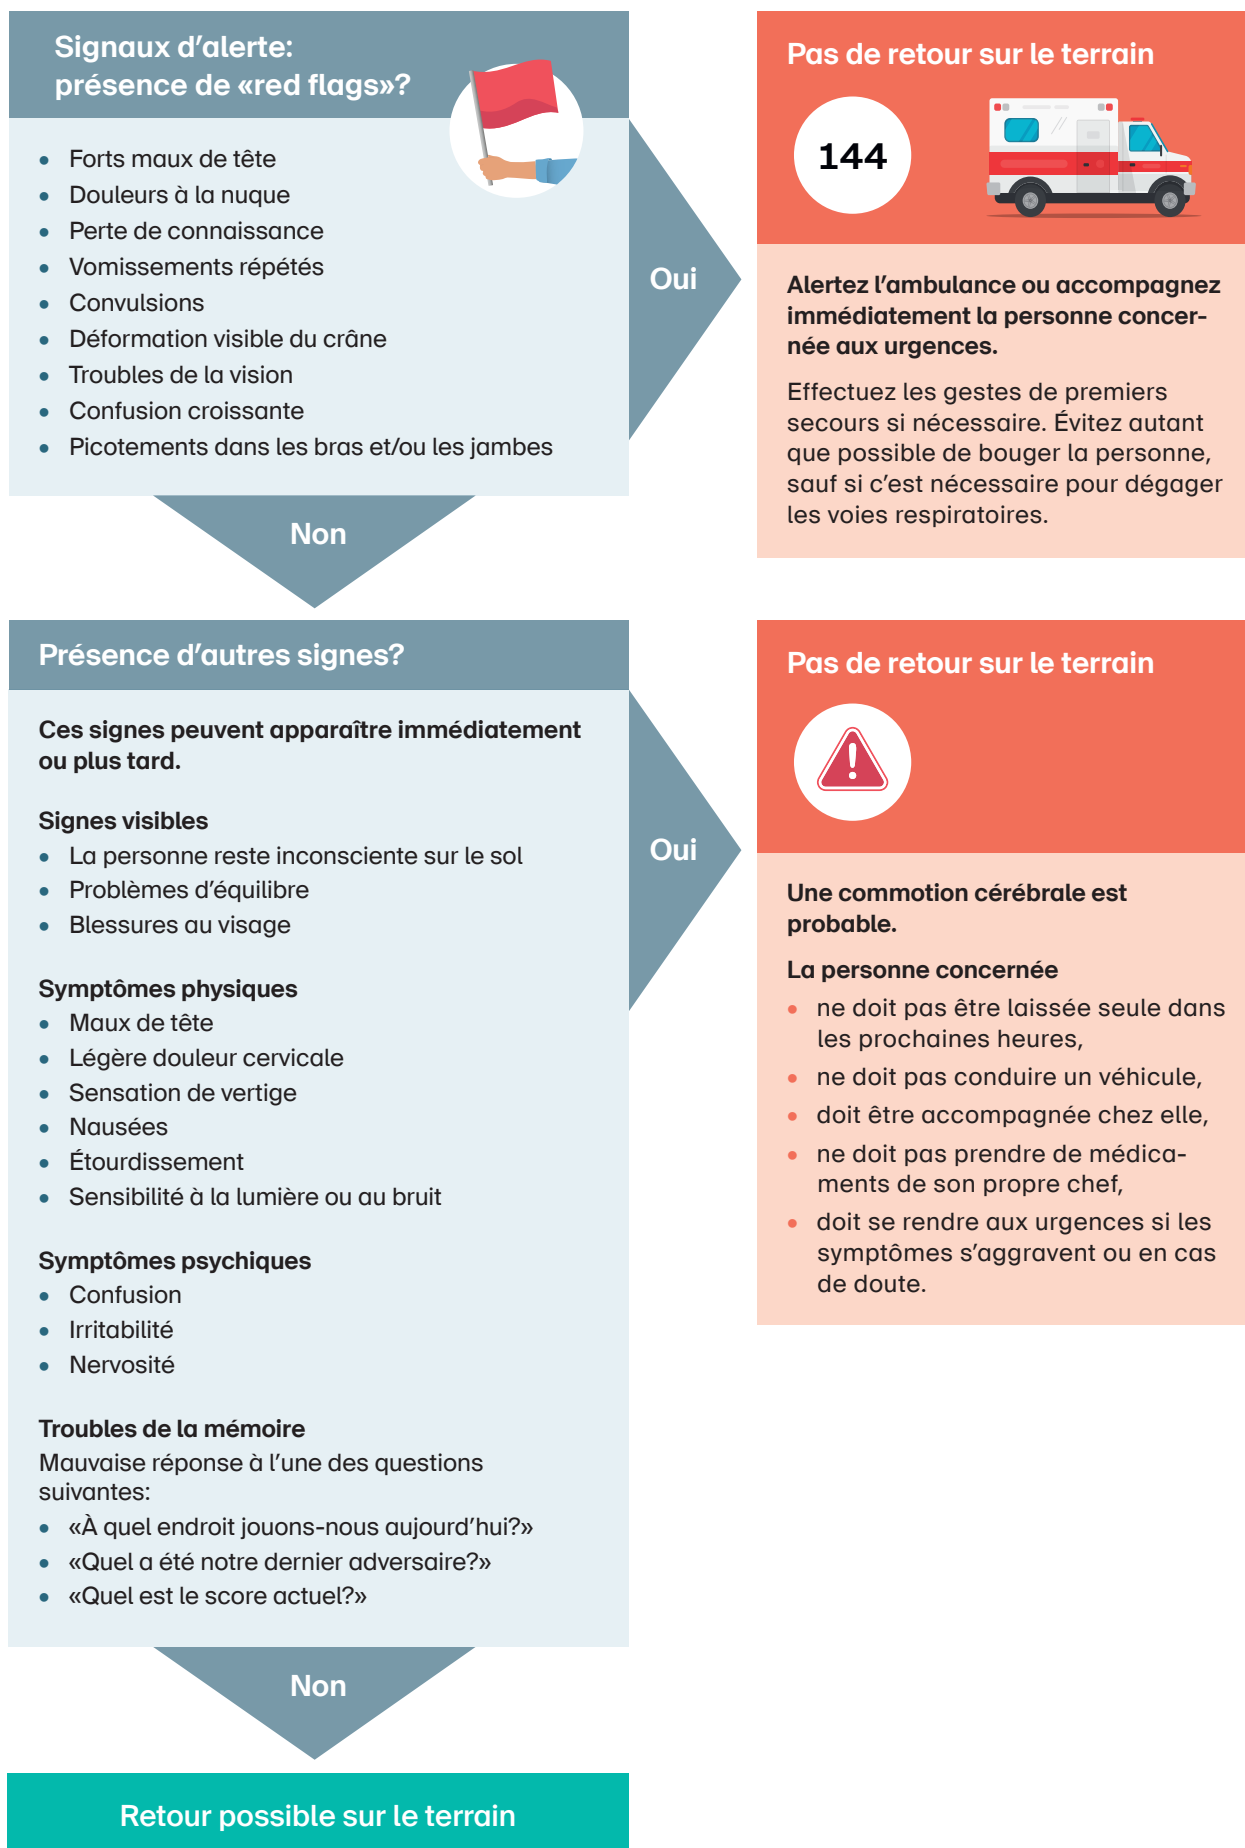 Signaux d’alerte:
présence de «red flags»?
• Forts maux de tête
• Douleurs à la nuque
• Perte de connaissance
• Vomissements répétés
• Convulsions
• Déformation visible du crâne
• Troubles de la vision
• Confusion croissante
• Picotements dans les bras et/ou les jambes
Oui
Pas de retour sur le terrain
144
Alertez l’ambulance ou accompagnez
immédiatement la personne concer-
née aux urgences.
Effectuez les gestes de premiers
secours si nécessaire. Évitez autant
que possible de bouger la personne,
sauf si c’est nécessaire pour dégager
les voies respiratoires.
Non
Présence d’autres signes?
Ces signes peuvent apparaître immédiatement
ou plus tard.
Signes visibles
• La personne reste inconsciente sur le sol
• Problèmes d’équilibre
• Blessures au visage
Symptômes physiques
• Maux de tête
• Légère douleur cervicale
• Sensation de vertige
• Nausées
• Étourdissement
• Sensibilité à la lumière ou au bruit
Symptômes psychiques
• Confusion
• Irritabilité
• Nervosité
Troubles de la mémoire
Mauvaise réponse à l’une des questions
suivantes:
• «À quel endroit jouons-nous aujourd’hui?»
• «Quel a été notre dernier adversaire?»
• «Quel est le score actuel?»
Oui
Pas de retour sur le terrain
!
Une commotion cérébrale est
probable.
La personne concernée
• ne doit pas être laissée seule dans
les prochaines heures,
• ne doit pas conduire un véhicule,
• doit être accompagnée chez elle,
• ne doit pas prendre de médica-
ments de son propre chef,
• doit se rendre aux urgences si les
symptômes s’aggravent ou en cas
de doute.
Non
Retour possible sur le terrain